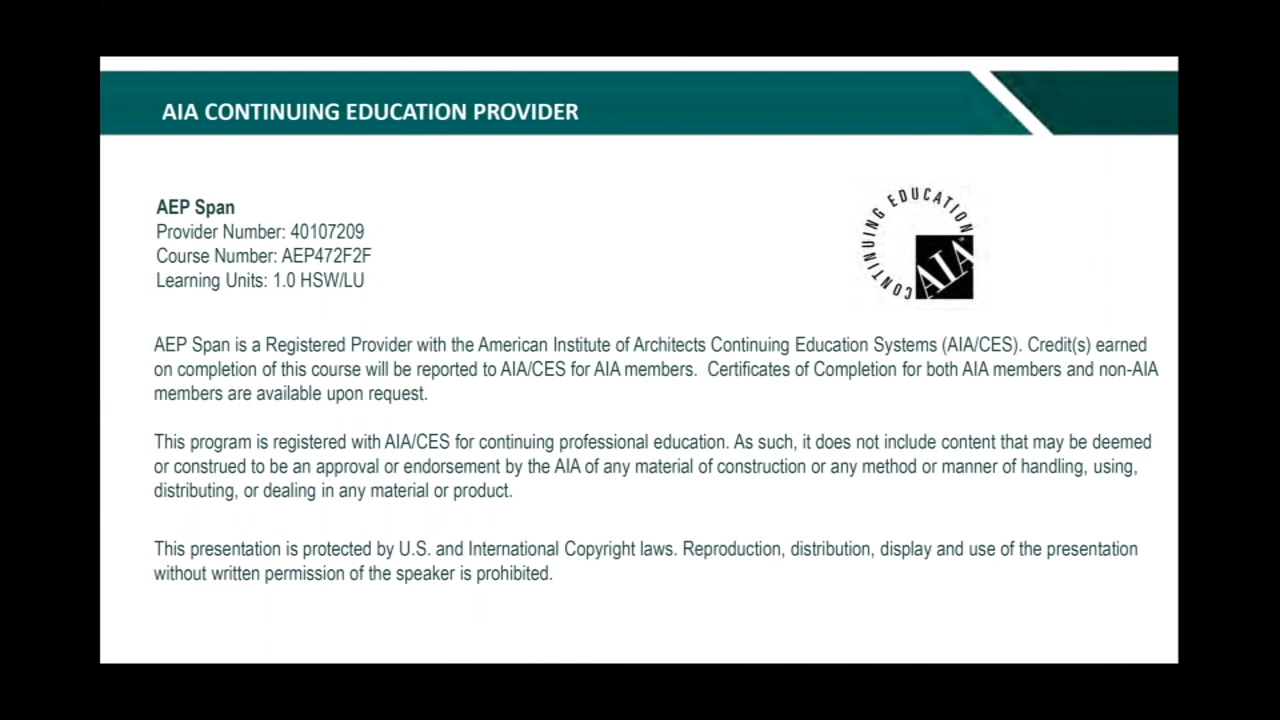 AIA CONTINUING EDUCATION PROVIDER
AEP Span
Provider Number: 40107209
Course Number: AEP472F2F
Learning Units: 1.0 HSW/LU
CONTINUING EDUCATION
AIA
AEP Span is a Registered Provider with the American Institute of Architects Continuing Education Systems (AIA/CES). Credit(s) earned
on completion of this course will be reported to AIA/CES for AIA members. Certificates of Completion for both AIA members and non-AIA
members are available upon request.
This program is registered with AIA/CES for continuing professional education. As such, it does not include content that may be deemed
or construed to be an approval or endorsement by the AIA of any material of construction or any method or manner of handling, using,
distributing, or dealing in any material or product.
This presentation is protected by U.S. and International Copyright laws. Reproduction, distribution, display and use of the presentation
without written permission of the speaker is prohibited.